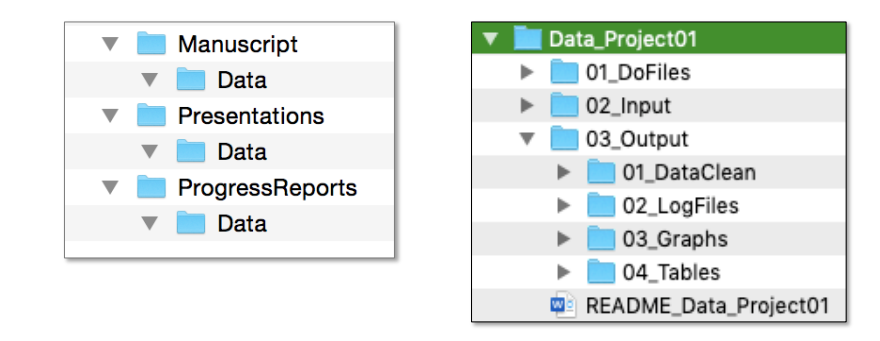 Manuscript
Data
Presentations
Data
ProgressReports
Data
Data_Project01
01_DoFiles
02_Input
03_Output
01_DataClean
02_LogFiles
03_Graphs
04_Tables
README_Data_Project01